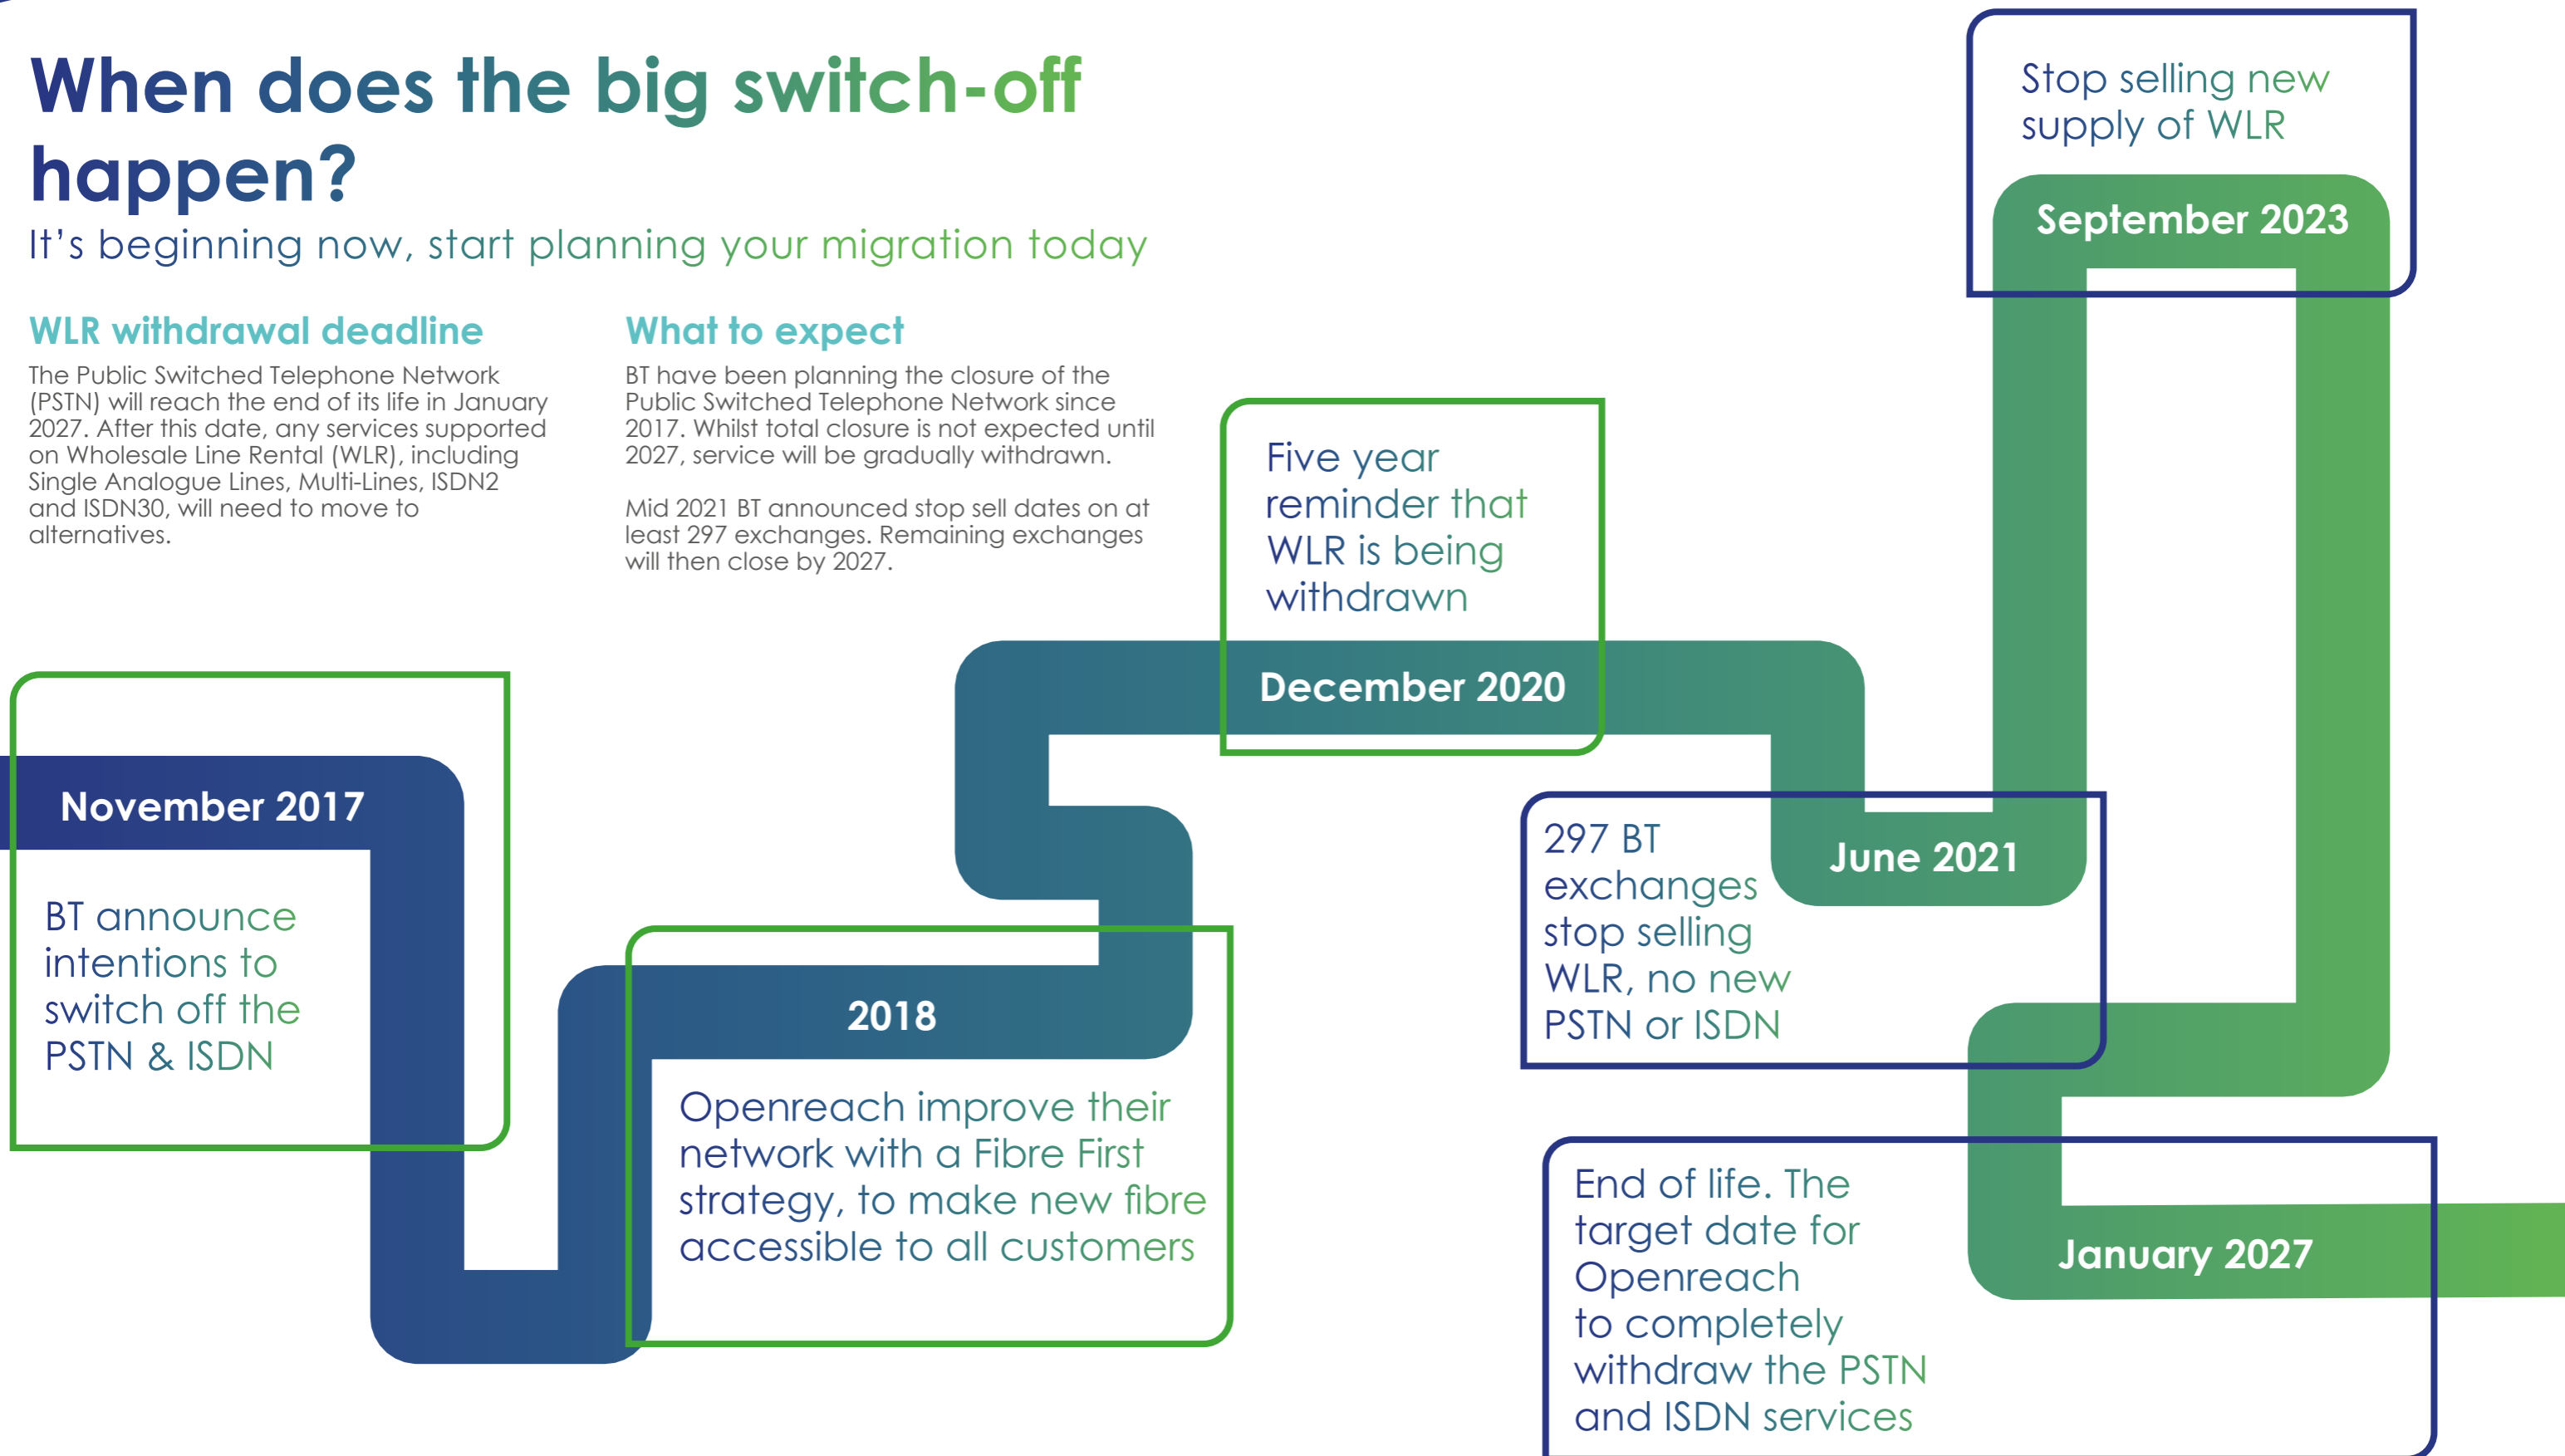 When does the big switch-off
happen?
It's beginning now, start planning your migration today
WLR withdrawal deadline
The Public Switched Telephone Network
(PSTN) will reach the end of its life in January
2027. After this date, any services supported
on Wholesale Line Rental (WLR), including
Single Analogue Lines, Multi-Lines, ISDN2
and ISDN30, will need to move to
alternatives.
What to expect
BT have been planning the closure of the
Public Switched Telephone Network since
2017. Whilst total closure is not expected until
2027, service will be gradually withdrawn.
Mid 2021 BT announced stop sell dates on at
least 297 exchanges. Remaining exchanges
will then close by 2027.
November 2017
BT announce
intentions to
switch off the
PSTN & ISDN
2018
Openreach improve their
network with a Fibre First
strategy, to make new fibre
accessible to all customers
Five year
reminder that
WLR is being
withdrawn
December 2020
297 BT
exchanges
stop selling
WLR, no new
PSTN or ISDN
June 2021
Stop selling new
supply of WLR
September 2023
End of life. The
target date for
Openreach
to completely
withdraw the PSTN
and ISDN services
January 2027